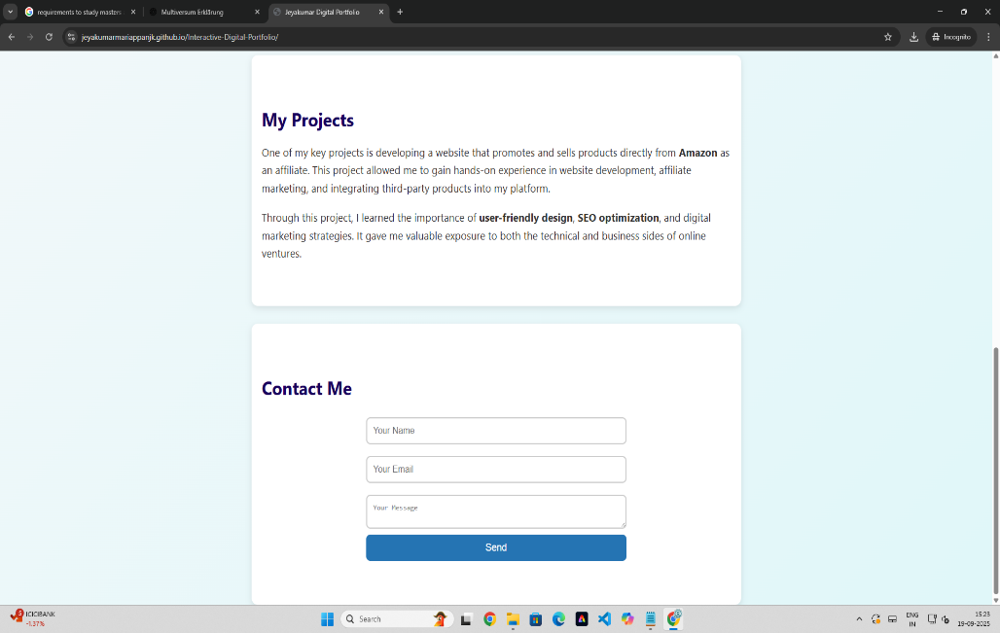 requirements to study masters
Multiversum Erklärung
Jeyakumar Digital Portfolio
jeyakumarmariappanjk.github.io/Interactive-Digital-Portfolio/
Incognito
My Projects
One of my key projects is developing a website that promotes and sells products directly from Amazon as
an affiliate. This project allowed me to gain hands-on experience in website development, affiliate
marketing, and integrating third-party products into my platform.
Through this project, I learned the importance of user-friendly design, SEO optimization, and digital
marketing strategies. It gave me valuable exposure to both the technical and business sides of online
ventures.
Contact Me
Your Name
Your Email
Your Message
Send
3
ICICIBANK
-1.37%
Search
ENG
IN
15:23
19-09-2025